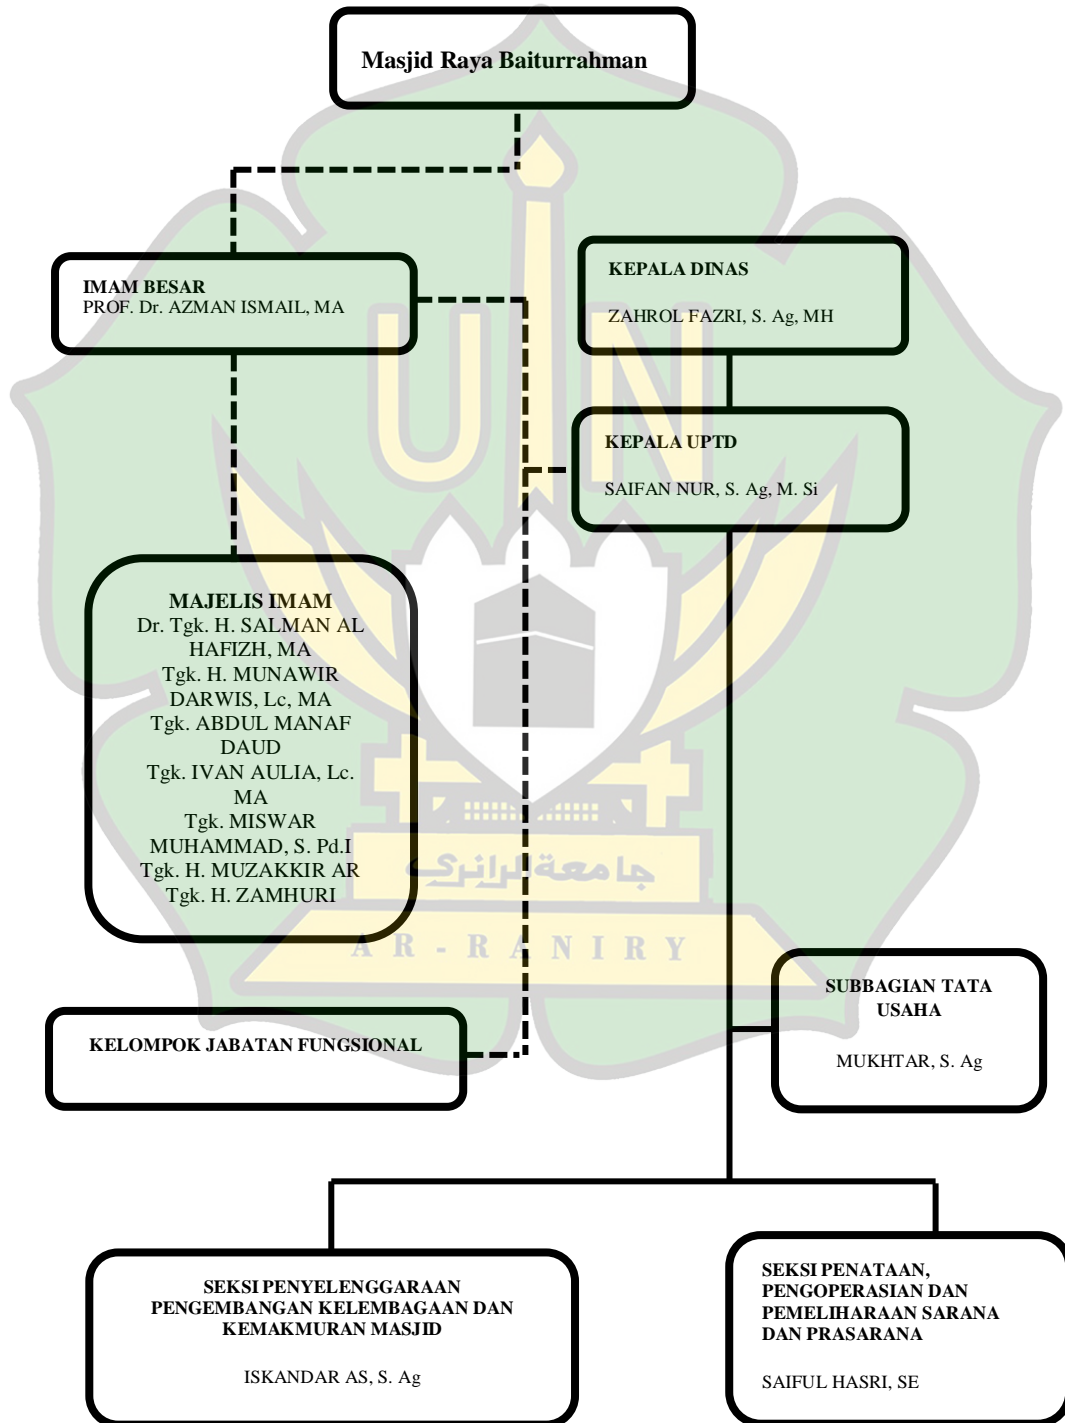 Masjid Raya Baiturrahman
IMAM BESAR
PROF. Dr. AZMAN ISMAIL, MA
KEPALA DINAS
ZAHROL FAZRI, S. Ag, MH
KEPALA UPTD
SAIFAN NUR, S. Ag, M. Si
UIN
MAJELIS IMAM
Dr. Tgk. H. SALMAN AL
HAFIZH, MA
Tgk. H. MUNAWIR
DARWIS, Lc, MA
Tgk. ABDUL MANAF
DAUD
Tgk. IVAN AULIA, Lc.
MA
Tgk. MISWAR
MUHAMMAD, S. Pd.I
Tgk. H. MUZAKKIR AR
Tgk. H. ZAMHURI
جامعة الرانري
AR-RANIRY
KELOMPOK JABATAN FUNGSIONAL
SUBBAGIAN TATA
USAHA
MUKHTAR, S. Ag
SEKSI PENYELENGGARAAN
PENGEMBANGAN KELEMBAGAAN DAN
KEMAKMURAN MASJID
ISKANDAR AS, S. Ag
SEKSI PENATAAN,
PENGOPERASIAN DAN
PEMELIHARAAN SARANA
DAN PRASARANA
SAIFUL HASRI, SE